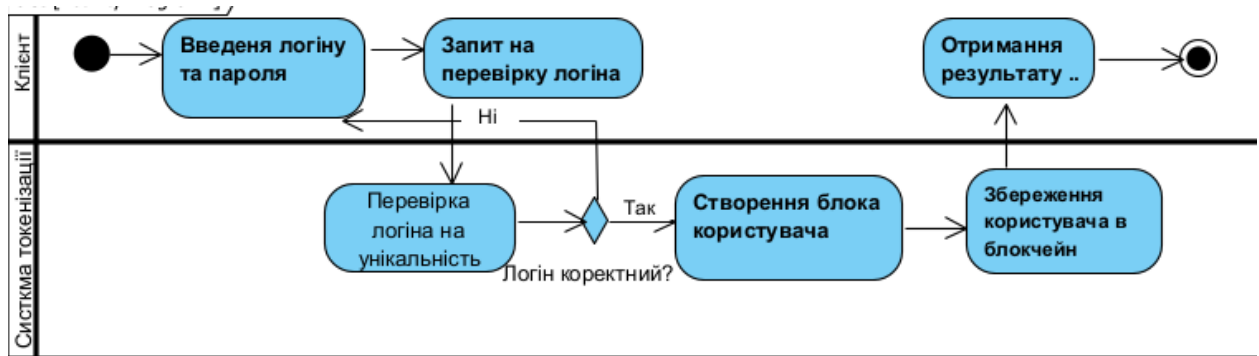 Клієнт
Введеня логіну
та пароля
Запит на
перевірку логіна
Отримання
результату ..
Ні
Систкма токенізації
Перевірка
логіна на
унікальність
Логін коректний?
Так
Створення блока
користувача
Збереження
користувача в
блокчейн